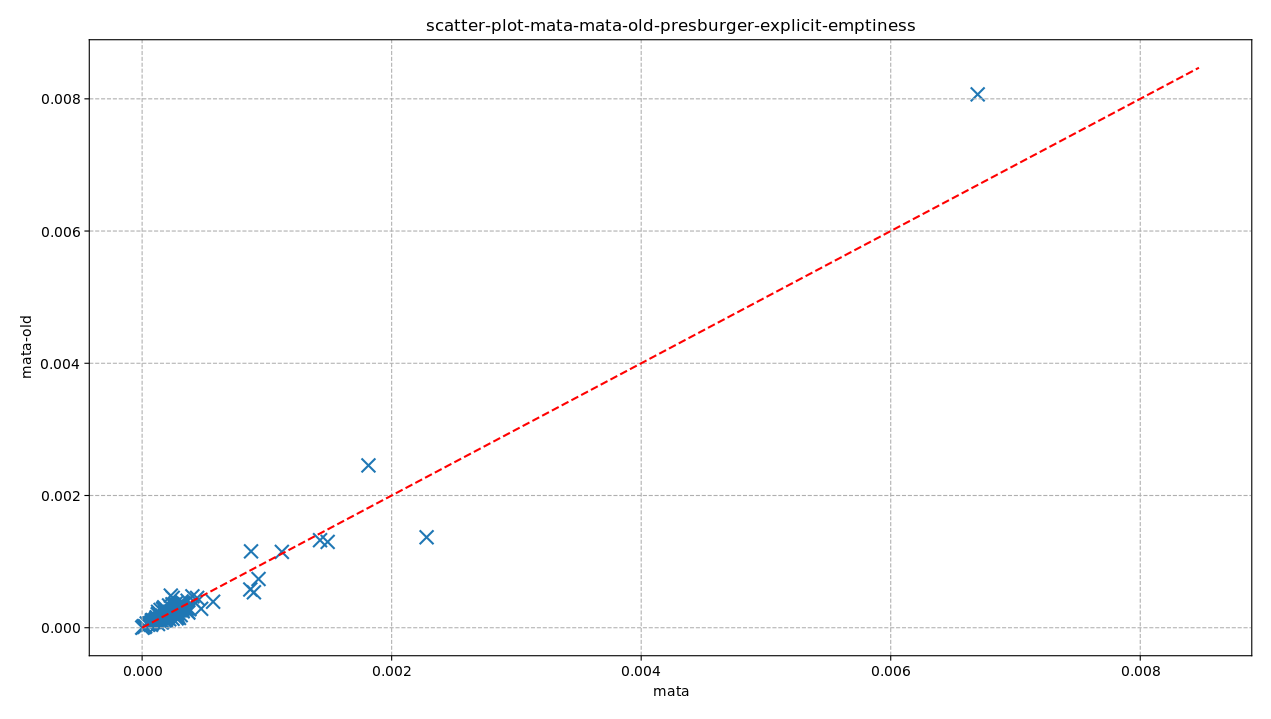 scatter-plot-mata-mata-old-presburger-explicit-emptiness
0.008
0.006
0.004
0.002
0.000
mata-old
0.000 0.002 0.004 0.006 0.008
mata